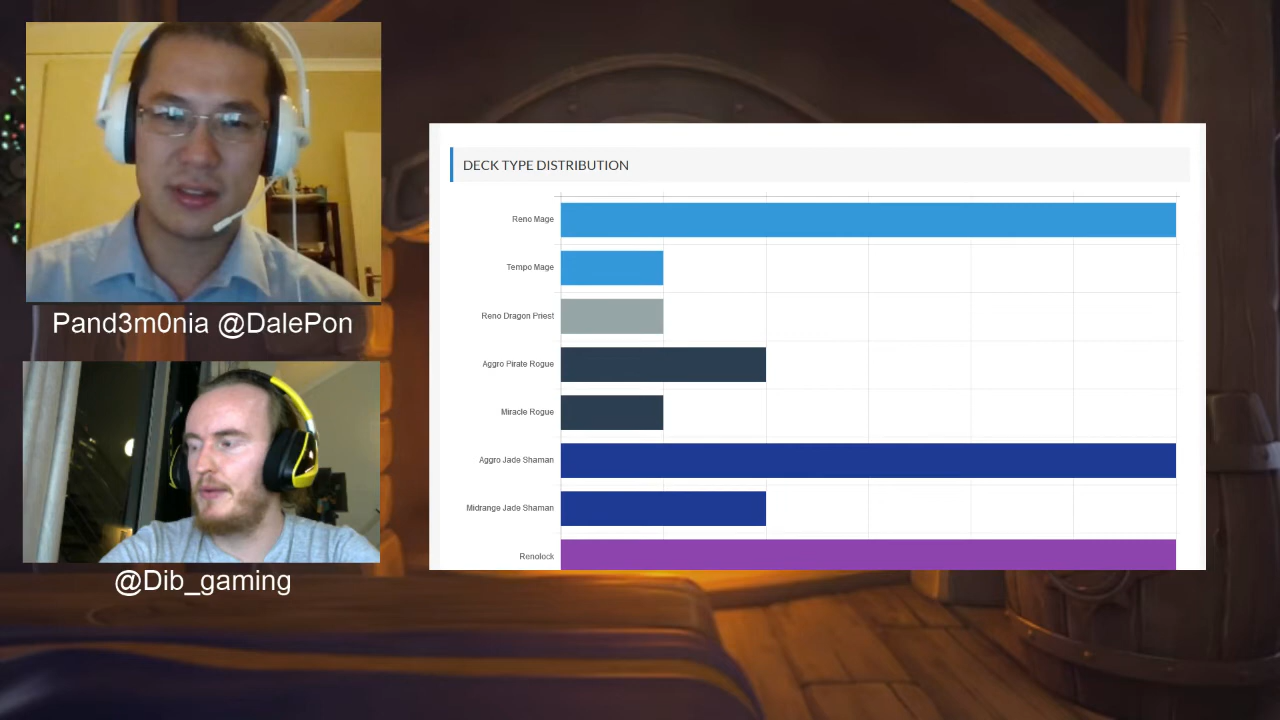 Pand3m0nia @DalePon
@Dib_gaming
DECK TYPE DISTRIBUTION
Reno Mage
Tempo Mage
Reno Dragon Priest
Aggro Pirate Rogue
Miracle Rogue
Aggro Jade Shaman
Midrange Jade Shaman
Renolock